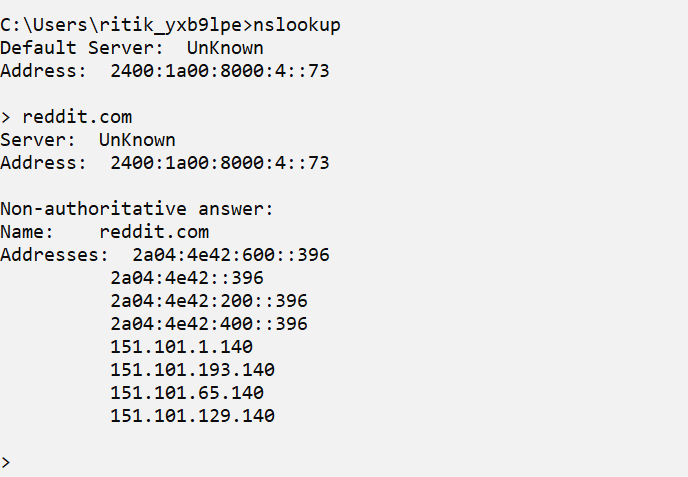 C:\Users\ritik_yxb9lpe>nslookup
Default Server:  UnKnown
Address:  2400:1a00:8000:4::73
> reddit.com
Server:  UnKnown
Address:  2400:1a00:8000:4::73
Non-authoritative answer:
Name:    reddit.com
Addresses:  2a04:4e42:600::396
2a04:4e42::396
2a04:4e42:200::396
2a04:4e42:400::396
151.101.1.140
151.101.193.140
151.101.65.140
151.101.129.140
>